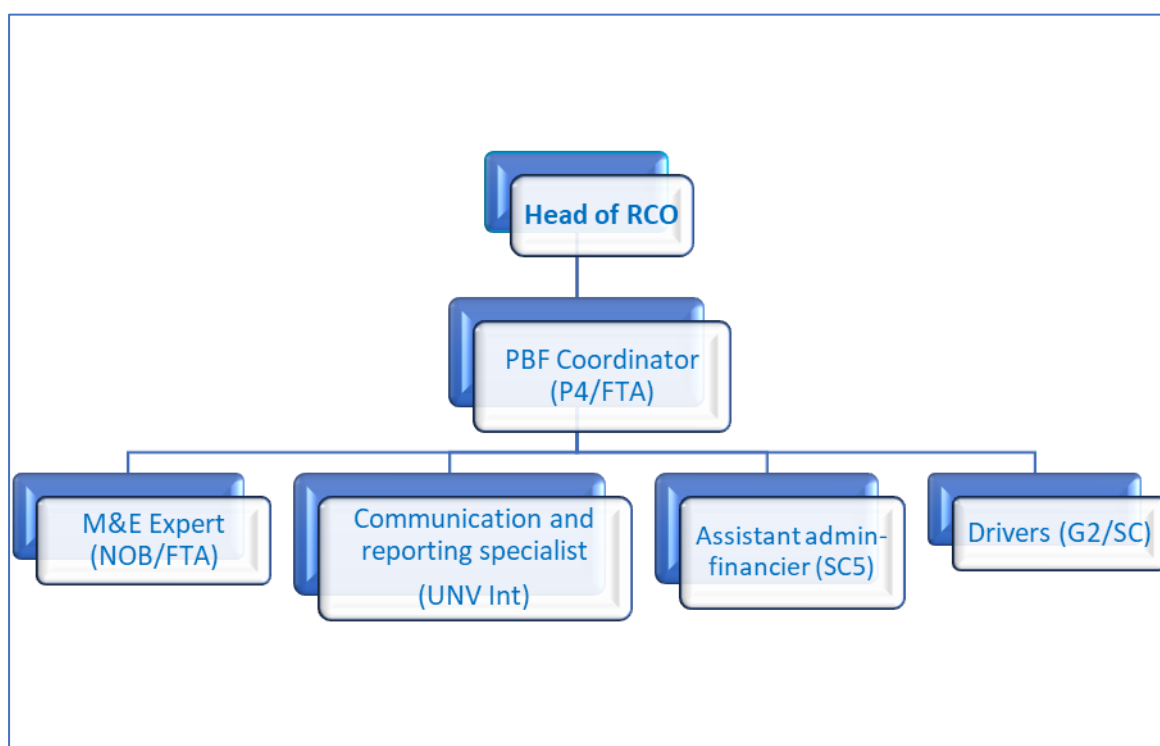 Head of RCO
PBF Coordinator
(P4/FTA)
M&E Expert
(NOB/FTA)
Communication and
reporting specialist
(UNV Int)
Assistant admin-
financier (SC5)
Drivers (G2/SC)